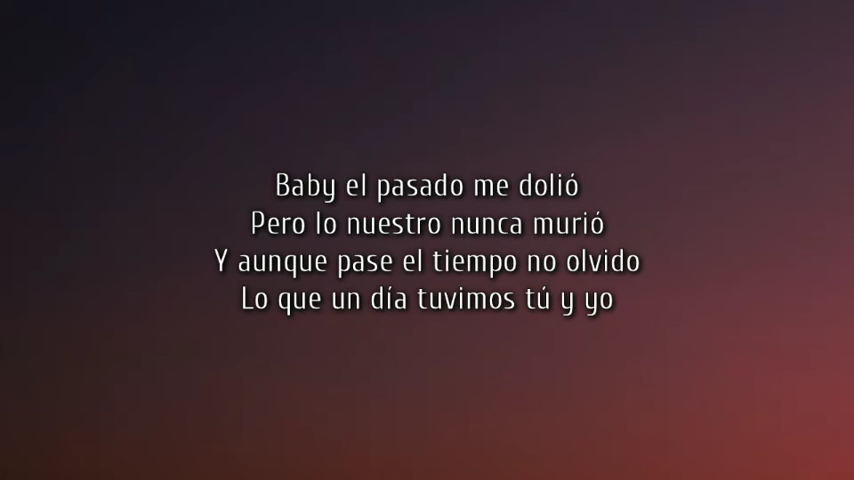 Baby el pasado me dolió
Pero lo nuestro nunca murió
Y aunque pase el tiempo no olvido
Lo que un día tuvimos tú y yo